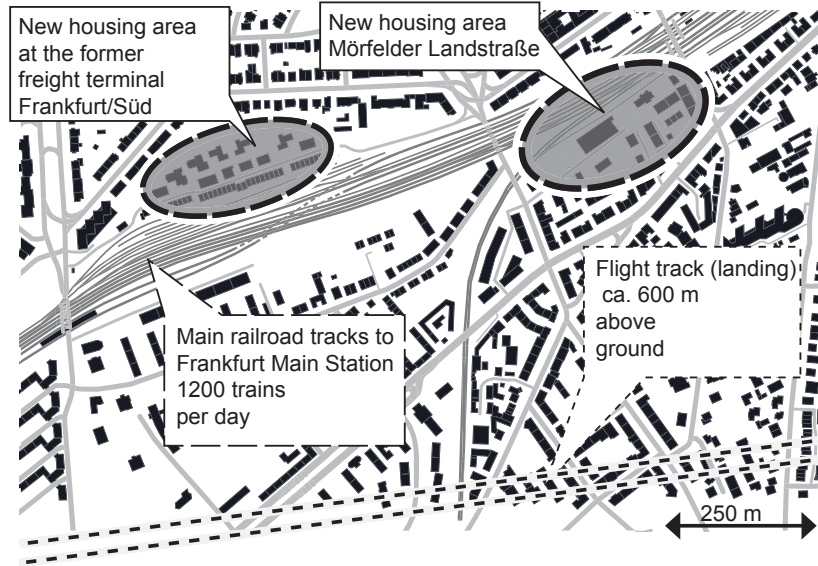 New housing area
at the former
freight terminal
Frankfurt/Süd
New housing area
Mörfelder Landstraße
Flight track (landing)
ca. 600 m
above
ground
Main railroad tracks to
Frankfurt Main Station
1200 trains
per day
250 m